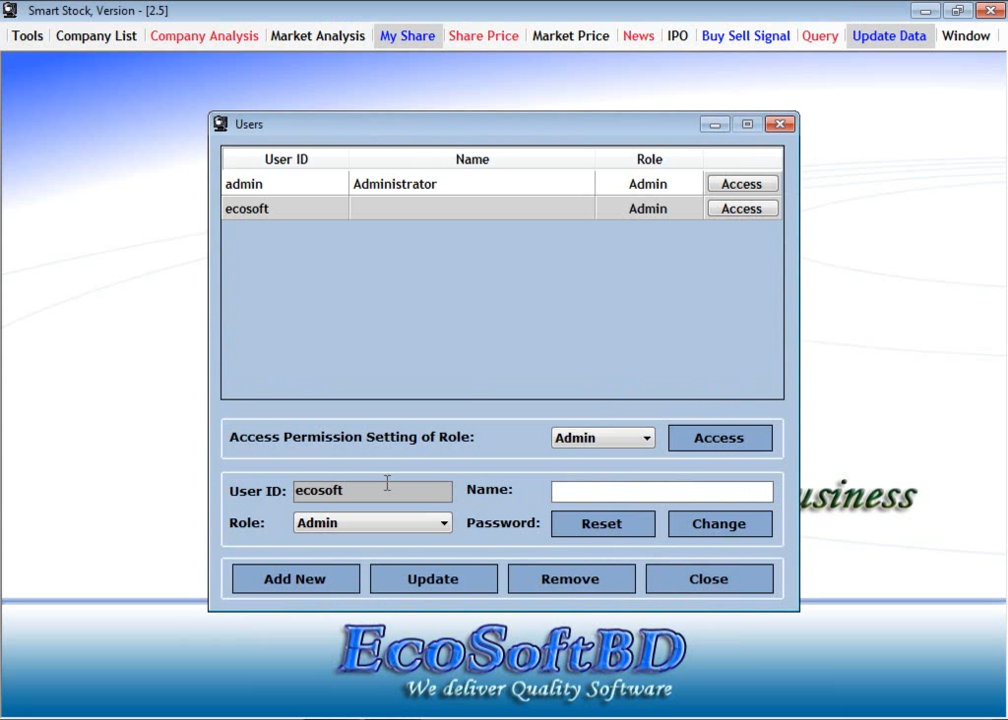 Smart Stock, Version - [2.5]
Tools Company List Company Analysis Market Analysis My Share Share Price Market Price News IPO Buy Sell Signal Query Update Data Window
Users
User ID Name Role
admin Administrator Admin Access
ecosoft Admin Access
Access Permission Setting of Role: Admin Access
User ID: ecosoft Name:
Role: Admin Password: Reset Change
Add New Update Remove Close
EcoSoftBD
We deliver Quality Software